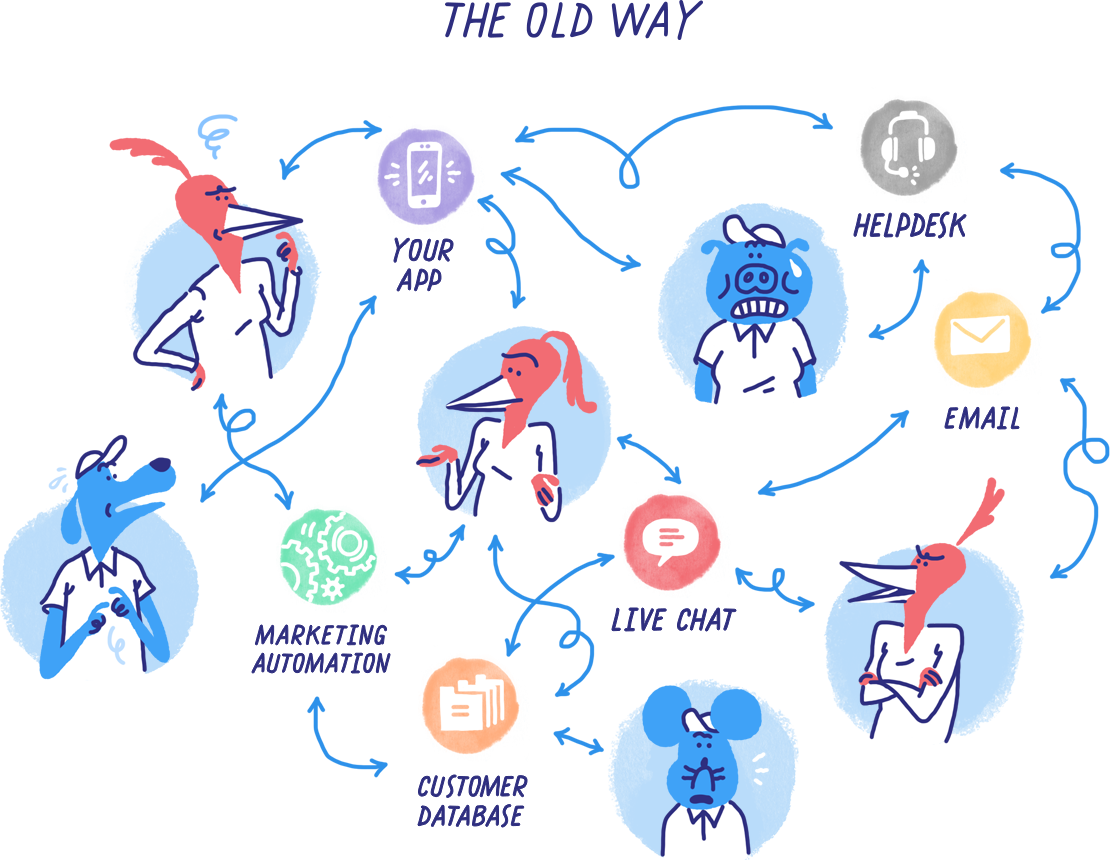 THE OLD WAY
YOUR
APP
HELPDESK
EMAIL
LIVE CHAT
MARKETING
AUTOMATION
CUSTOMER
DATABASE